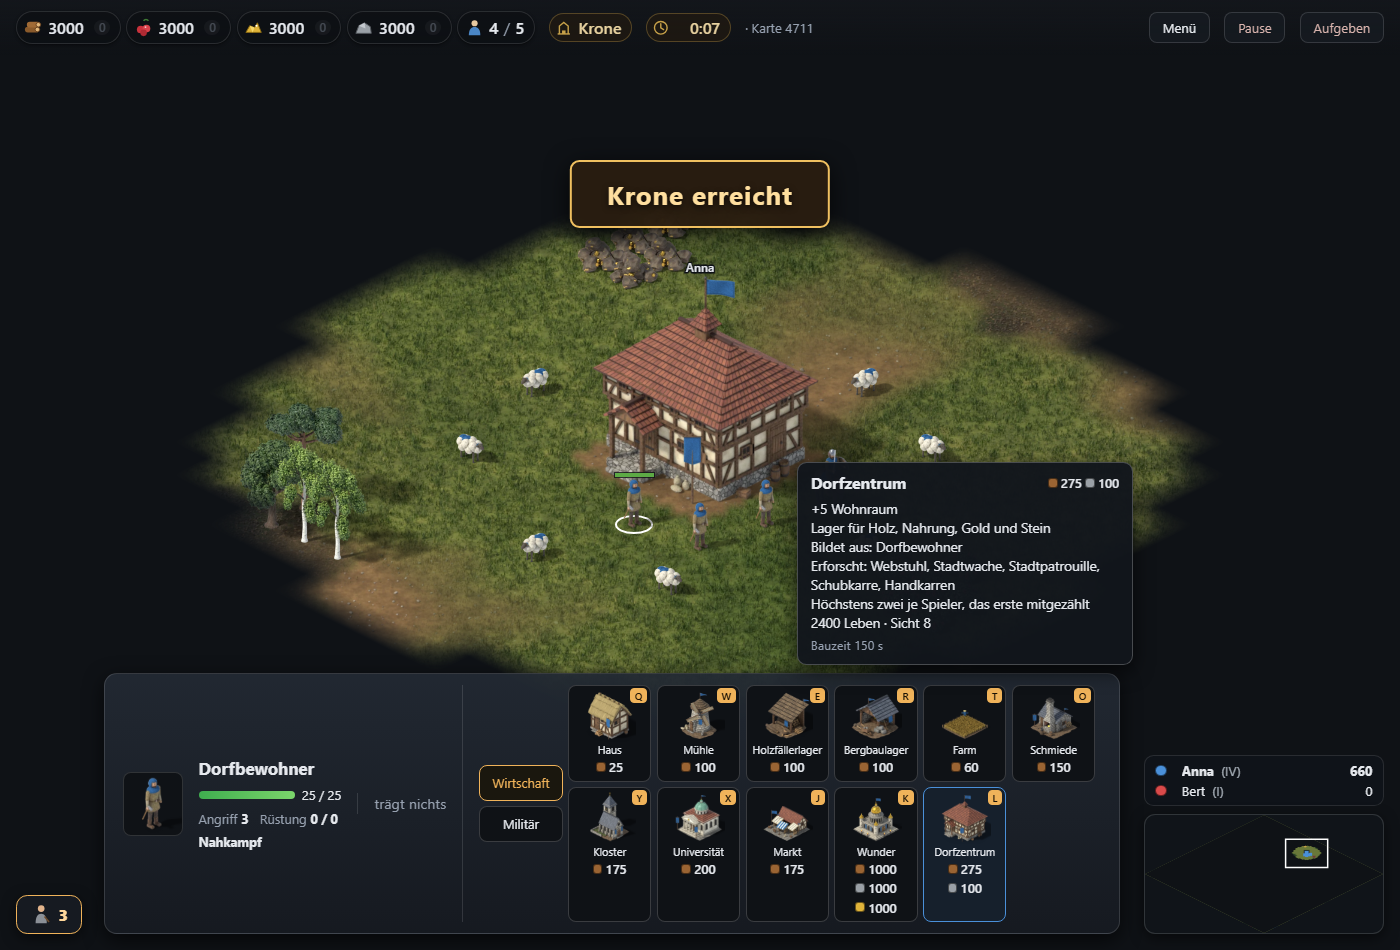 3000 0 3000 0 3000 0 3000 0 4 / 5 Krone 0:07 · Karte 4711 Menü Pause Aufgeben
Krone erreicht
Anna
Dorfzentrum 275 100
+5 Wohnraum
Lager für Holz, Nahrung, Gold und Stein
Bildet aus: Dorfbewohner
Erforscht: Webstuhl, Stadtwache, Stadtpatrouille,
Schubkarre, Handkarren
Höchstens zwei je Spieler, das erste mitgezählt
2400 Leben · Sicht 8
Bauzeit 150 s
Dorfbewohner
25 / 25
Angriff 3 Rüstung 0 / 0
Nahkampf
trägt nichts
Wirtschaft
Militär
Q W E R T O
Haus Mühle Holzfällerlager Bergbaulager Farm Schmiede
25 100 100 100 60 150
Y X J K L
Kloster Universität Markt Wunder Dorfzentrum
175 200 175 1000 275
1000 100
1000
Anna (IV) 660
Bert (I) 0
3